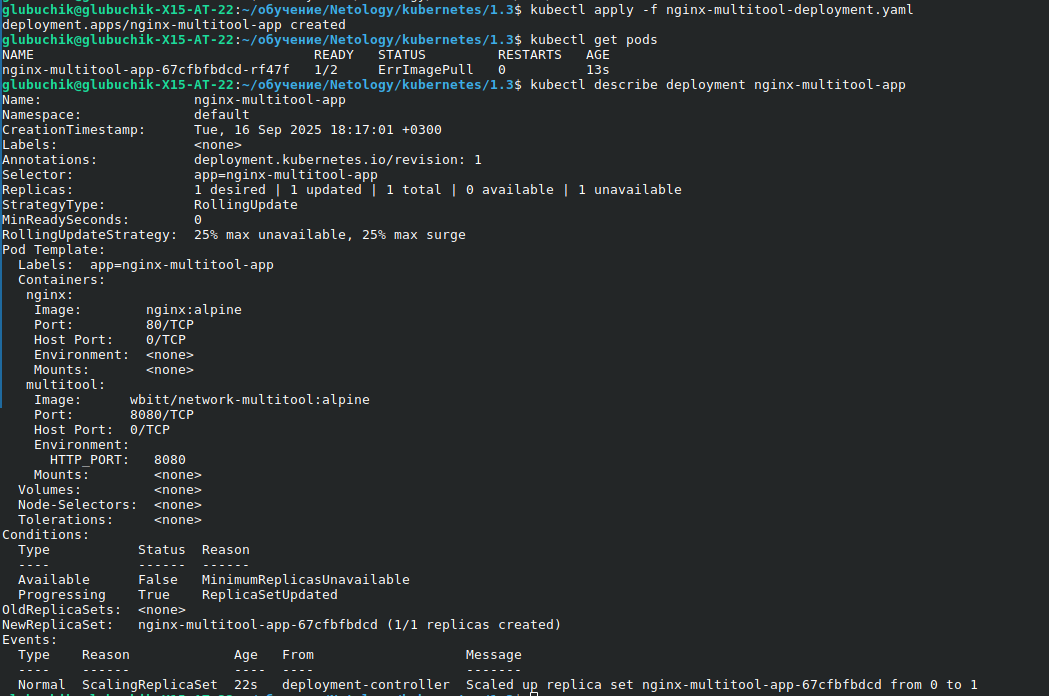 glubuchik@glubuchik-X15-AT-22:~/обучение/Netology/kubernetes/1.3$ kubectl apply -f nginx-multitool-deployment.yaml
deployment.apps/nginx-multitool-app created
glubuchik@glubuchik-X15-AT-22:~/обучение/Netology/kubernetes/1.3$ kubectl get pods
NAME                                   READY   STATUS         RESTARTS   AGE
nginx-multitool-app-67cfbfbdcd-rf47f   1/2     ErrImagePull   0          13s
glubuchik@glubuchik-X15-AT-22:~/обучение/Netology/kubernetes/1.3$ kubectl describe deployment nginx-multitool-app
Name:                   nginx-multitool-app
Namespace:              default
CreationTimestamp:      Tue, 16 Sep 2025 18:17:01 +0300
Labels:                 <none>
Annotations:            deployment.kubernetes.io/revision: 1
Selector:               app=nginx-multitool-app
Replicas:               1 desired | 1 updated | 1 total | 0 available | 1 unavailable
StrategyType:           RollingUpdate
MinReadySeconds:        0
RollingUpdateStrategy:  25% max unavailable, 25% max surge
Pod Template:
  Labels:  app=nginx-multitool-app
  Containers:
   nginx:
    Image:         nginx:alpine
    Port:          80/TCP
    Host Port:     0/TCP
    Environment:   <none>
    Mounts:        <none>
   multitool:
    Image:      wbitt/network-multitool:alpine
    Port:       8080/TCP
    Host Port:  0/TCP
    Environment:
      HTTP_PORT:   8080
    Mounts:        <none>
  Volumes:         <none>
  Node-Selectors:  <none>
  Tolerations:     <none>
Conditions:
  Type           Status  Reason
  ----           ------  ------
  Available      False   MinimumReplicasUnavailable
  Progressing    True    ReplicaSetUpdated
OldReplicaSets:  <none>
NewReplicaSet:   nginx-multitool-app-67cfbfbdcd (1/1 replicas created)
Events:
  Type    Reason             Age   From                   Message
  ----    ------             ----  ----                   -------
  Normal  ScalingReplicaSet  22s   deployment-controller  Scaled up replica set nginx-multitool-app-67cfbfbdcd from 0 to 1